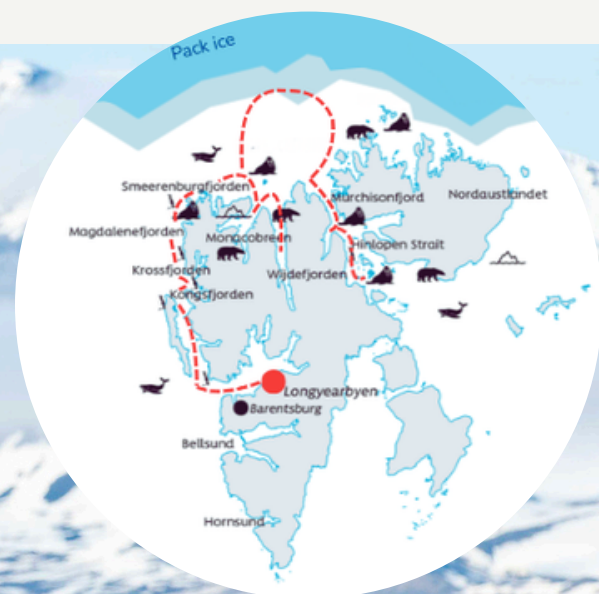 Pack ice
Smeerenburgfjorden
Murchisonfjord
Nordaustlandet
Magdalenefjorden
Monacobreen
Hinlopen Strait
Krossfjorden
Wijdefjorden
Kongsfjorden
Longyearbyen
Barentsburg
Bellsund
Hornsund